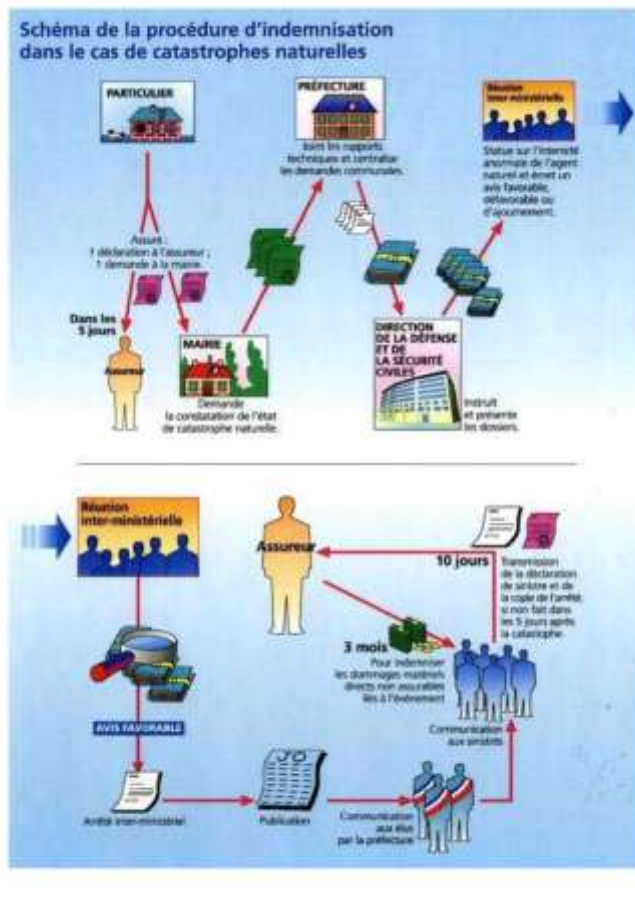 Schéma de la procédure d'indemnisation
dans le cas de catastrophes naturelles
PARTICULIER
PRÉFECTURE
Réunion
inter-ministérielle
Joint les rapports
techniques et centralise
les demandes communales.
Statue sur l'intensité
anormale de l'agent
naturel et émet un
avis favorable,
défavorable ou
d'ajournement.
Assuré :
1 déclaration à l'assureur ;
1 demande à la mairie.
Dans les
5 jours
Assureur
MAIRIE
Demande
la constatation de l'état
de catastrophe naturelle.
DIRECTION
DE LA DÉFENSE
ET DE
LA SÉCURITÉ
CIVILES
Instruit
et présente
les dossiers.
Réunion
inter-ministérielle
Assureur
10 jours
Transmission
de la déclaration
de sinistre et de
la copie de l'arrêté,
si non fait dans
les 5 jours après
la catastrophe.
3 mois
Pour indemniser
les dommages matériels
directs non assurables
liés à l'événement
Communication
aux sinistrés
AVIS FAVORABLE
Arrêté inter-ministériel
JO
Publication
Communication
aux élus
par la préfecture